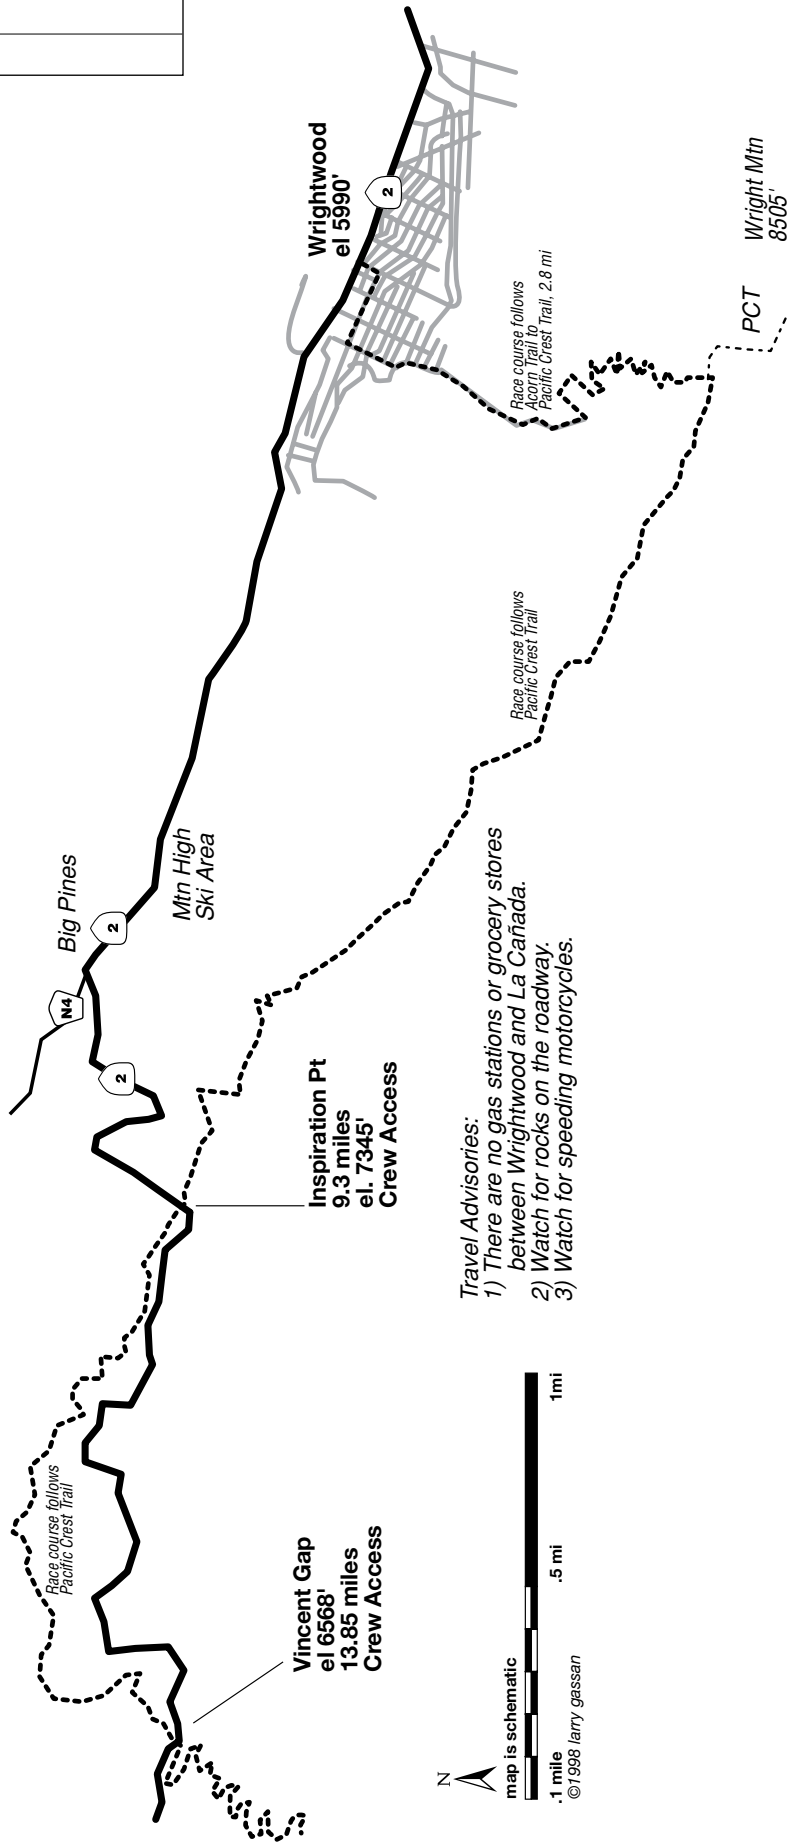 Wrightwood
el 5990'
2
Race course follows
Acorn Trail to
Pacific Crest Trail, 2.8 mi
PCT
Wright Mtn
8505'
Race course follows
Pacific Crest Trail
Big Pines
N4
2
2
Mtn High
Ski Area
Inspiration Pt
9.3 miles
el. 7345'
Crew Access
Race course follows
Pacific Crest Trail
Vincent Gap
el 6568'
13.85 miles
Crew Access
Travel Advisories:
1) There are no gas stations or grocery stores
between Wrightwood and La Cañada.
2) Watch for rocks on the roadway.
3) Watch for speeding motorcycles.
N
map is schematic
.1 mile
.5 mi
1mi
©1998 larry gassan